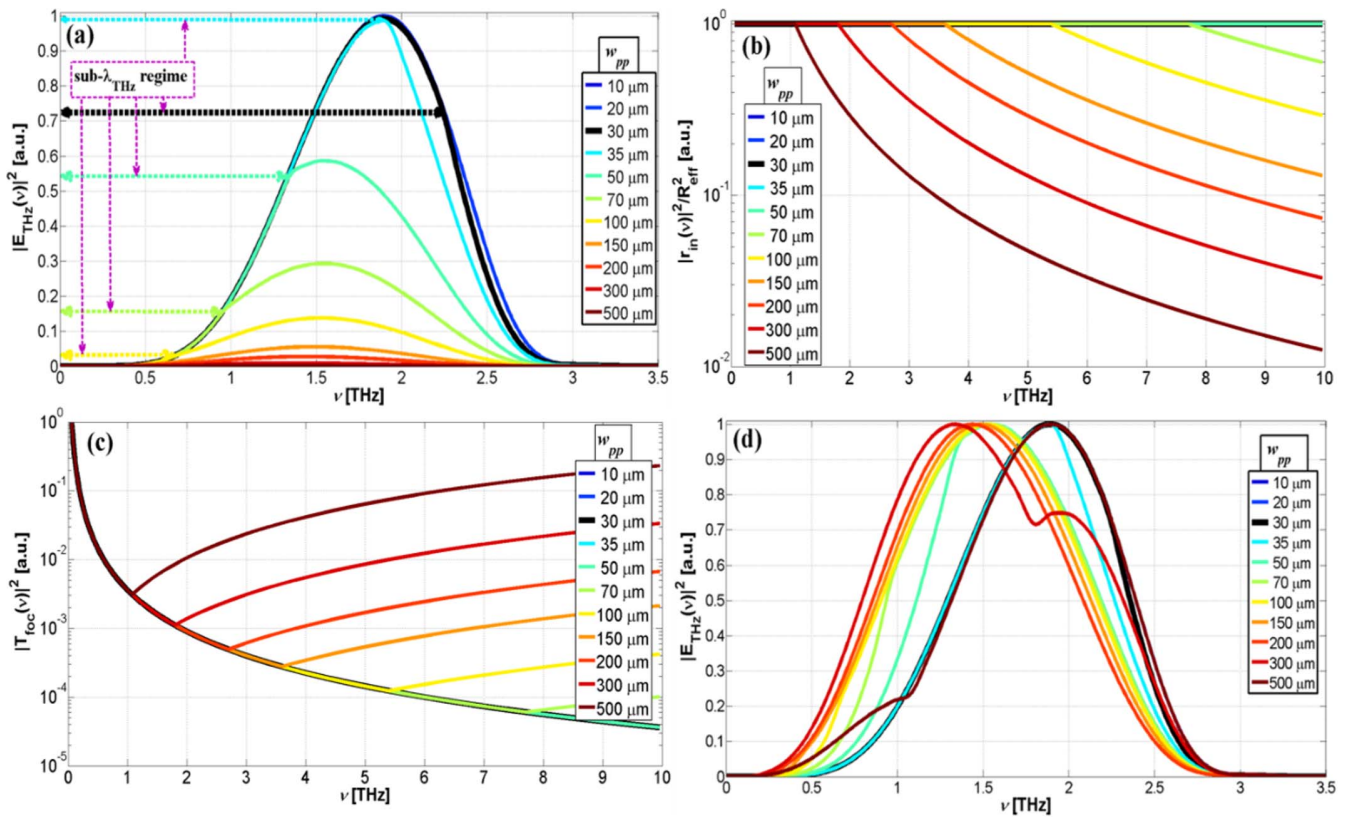 (a)
|E_THz(ν)|² [a.u.]
1
0.9
0.8
0.7
0.6
0.5
0.4
0.3
0.2
0.1
0
sub-λ_THz regime
w_pp
10 μm
20 μm
30 μm
35 μm
50 μm
70 μm
100 μm
150 μm
200 μm
300 μm
500 μm
0 0.5 1 1.5 2 2.5 3 3.5
ν [THz]
(b)
|r_in(ν)|²/R²_eff [a.u.]
10⁰
10⁻¹
10⁻²
w_pp
10 μm
20 μm
30 μm
35 μm
50 μm
70 μm
100 μm
150 μm
200 μm
300 μm
500 μm
0 1 2 3 4 5 6 7 8 9 10
ν [THz]
(c)
|T_foc(ν)|² [a.u.]
10⁰
10⁻¹
10⁻²
10⁻³
10⁻⁴
10⁻⁵
w_pp
10 μm
20 μm
30 μm
35 μm
50 μm
70 μm
100 μm
150 μm
200 μm
300 μm
500 μm
0 1 2 3 4 5 6 7 8 9 10
ν [THz]
(d)
|E_THz(ν)|² [a.u.]
1
0.9
0.8
0.7
0.6
0.5
0.4
0.3
0.2
0.1
0
w_pp
10 μm
20 μm
30 μm
35 μm
50 μm
70 μm
100 μm
150 μm
200 μm
300 μm
500 μm
0.5 1 1.5 2 2.5 3 3.5
ν [THz]